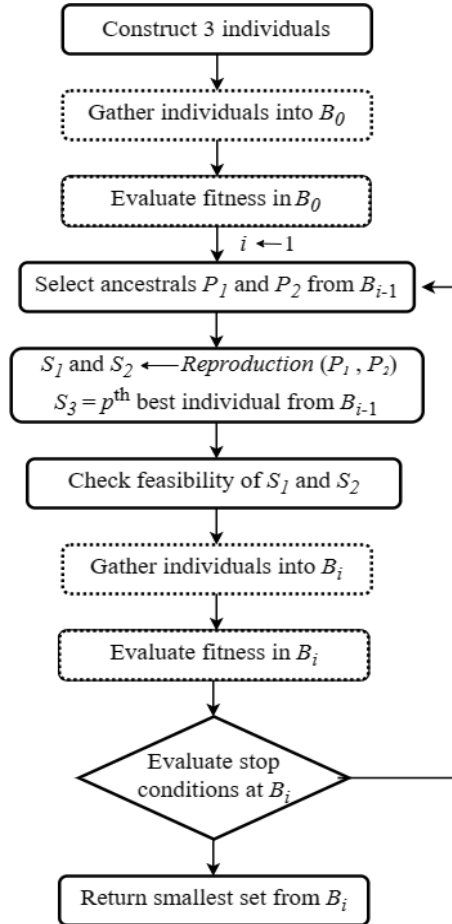 Construct 3 individuals
Gather individuals into B₀
Evaluate fitness in B₀
i ←1
Select ancestrals P₁ and P₂ from Bᵢ₋₁
S₁ and S₂ ← Reproduction (P₁ , P₂)
S₃ = pᵗʰ best individual from Bᵢ₋₁
Check feasibility of S₁ and S₂
Gather individuals into Bᵢ
Evaluate fitness in Bᵢ
Evaluate stop
conditions at Bᵢ
Return smallest set from Bᵢ